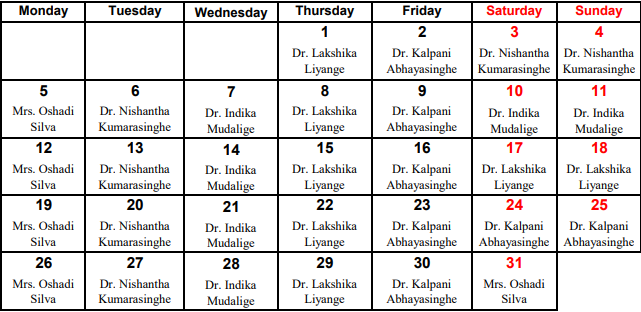 Monday Tuesday Wednesday Thursday Friday Saturday Sunday
1 2 3 4
Dr. Lakshika Dr. Kalpani Dr. Nishantha Dr. Nishantha
Liyange Abhayasinghe Kumarasinghe Kumarasinghe
5 6 7 8 9 10 11
Mrs. Oshadi Dr. Nishantha Dr. Indika Dr. Lakshika Dr. Kalpani Dr. Indika Dr. Indika
Silva Kumarasinghe Mudalige Liyange Abhayasinghe Mudalige Mudalige
12 13 14 15 16 17 18
Mrs. Oshadi Dr. Nishantha Dr. Indika Dr. Lakshika Dr. Kalpani Dr. Lakshika Dr. Lakshika
Silva Kumarasinghe Mudalige Liyange Abhayasinghe Liyange Liyange
19 20 21 22 23 24 25
Mrs. Oshadi Dr. Nishantha Dr. Indika Dr. Lakshika Dr. Kalpani Dr. Kalpani Dr. Kalpani
Silva Kumarasinghe Mudalige Liyange Abhayasinghe Abhayasinghe Abhayasinghe
26 27 28 29 30 31
Mrs. Oshadi Dr. Nishantha Dr. Indika Dr. Lakshika Dr. Kalpani Mrs. Oshadi
Silva Kumarasinghe Mudalige Liyange Abhayasinghe Silva